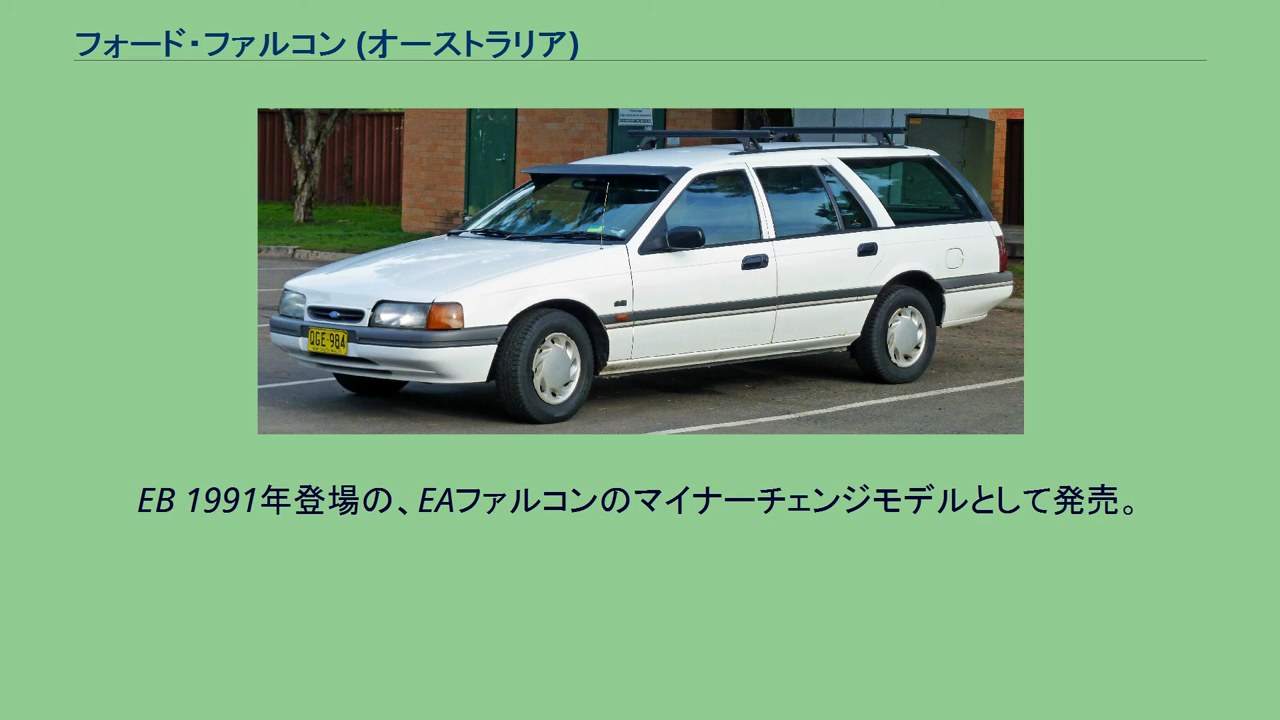 フォード・ファルコン (オーストラリア)
QGE·984
EB 1991年登場の、EAファルコンのマイナーチェンジモデルとして発売。